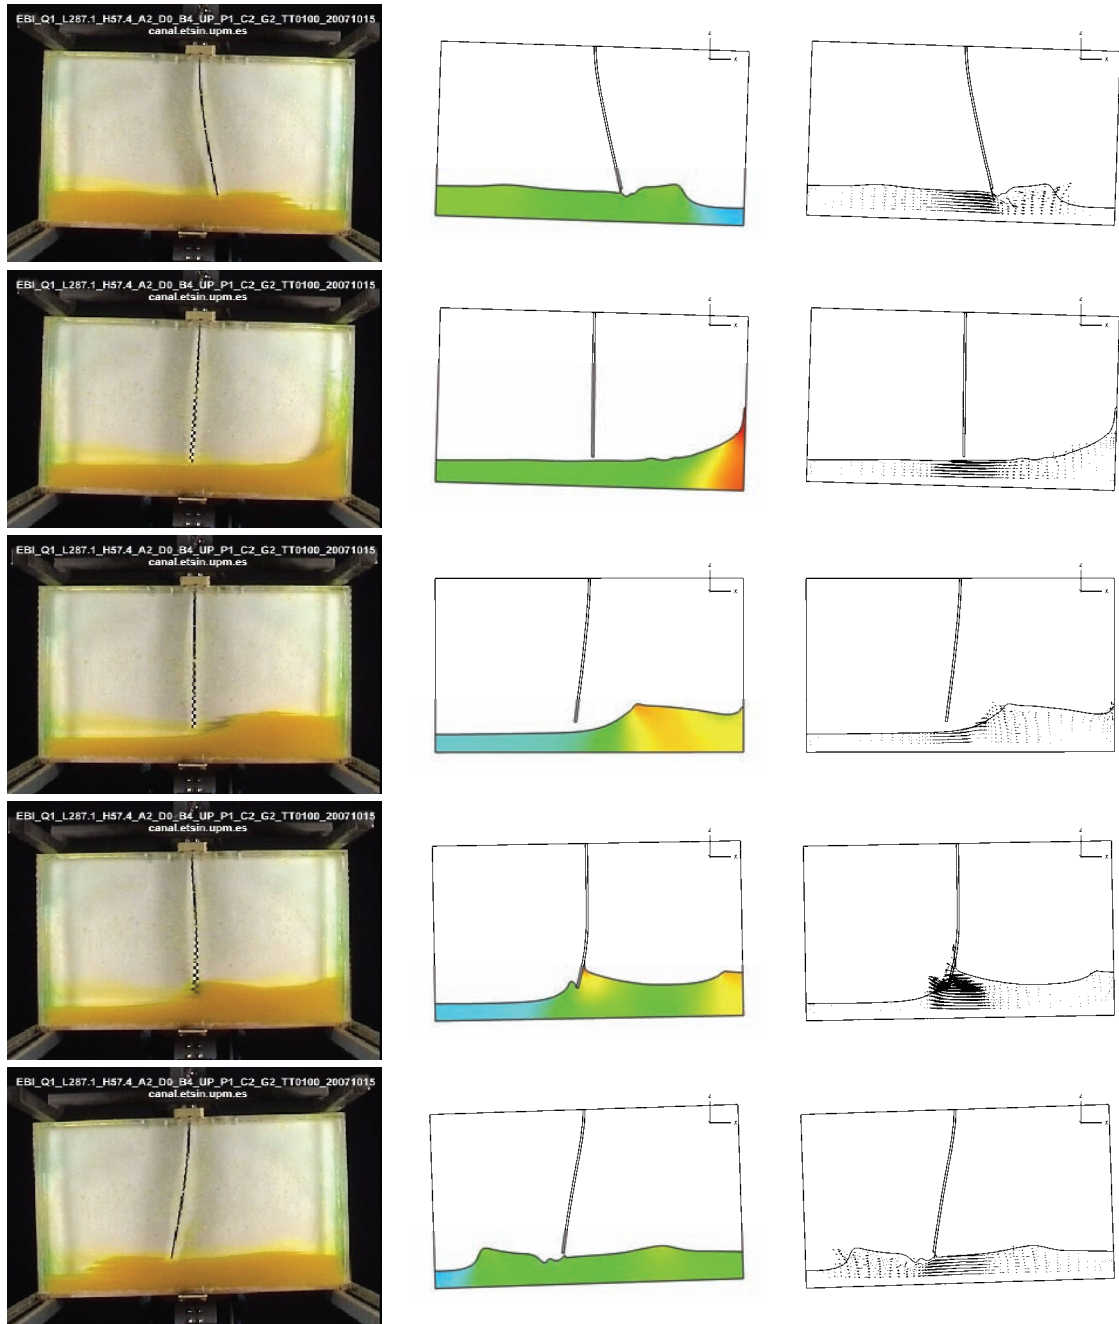 EBI_Q1_L287.1_H57.4_A2_D0_B4_UP_P1_C2_G2_TT0100_20071015
canal.etsin.upm.es
Z
X
Z
X
EBI_Q1_L287.1_H57.4_A2_D0_B4_UP_P1_C2_G2_TT0100_20071015
canal.etsin.upm.es
Z
X
Z
X
EBI_Q1_L287.1_H57.4_A2_D0_B4_UP_P1_C2_G2_TT0100_20071015
canal.etsin.upm.es
Z
X
Z
X
EBI_Q1_L287.1_H57.4_A2_D0_B4_UP_P1_C2_G2_TT0100_20071015
canal.etsin.upm.es
Z
X
Z
X
EBI_Q1_L287.1_H57.4_A2_D0_B4_UP_P1_C2_G2_TT0100_20071015
canal.etsin.upm.es
Z
X
Z
X